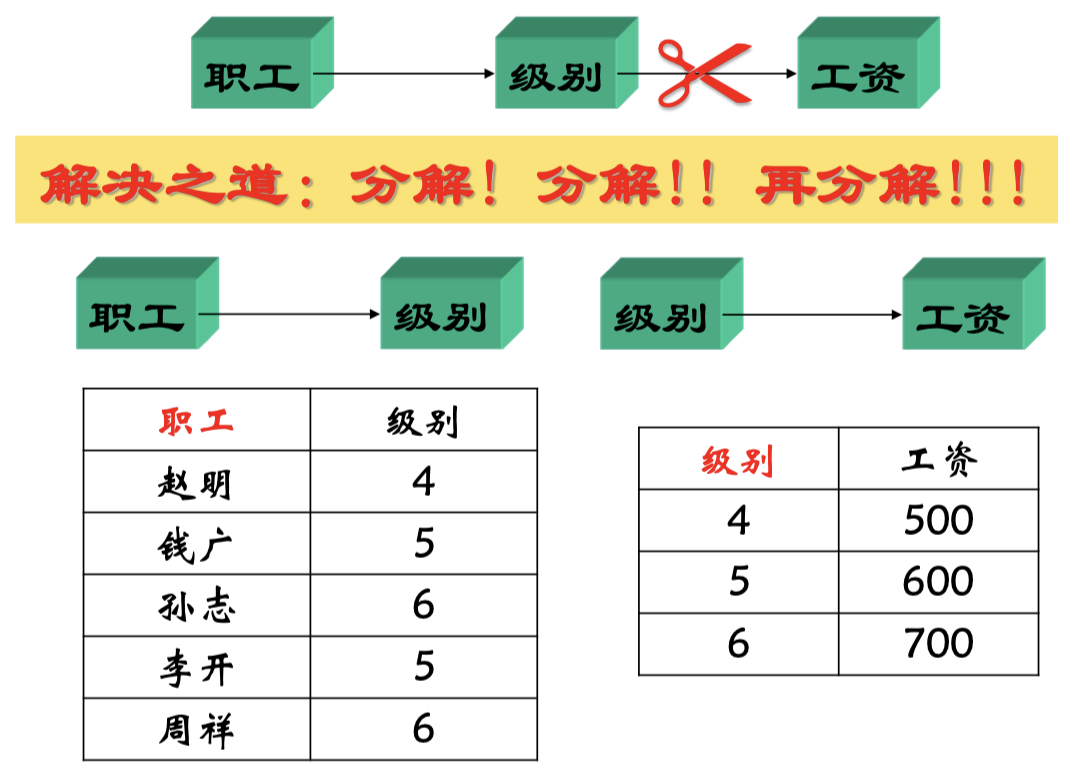 职工 级别 工资
解决之道：分解！分解！！再分解！！！
职工 级别 级别 工资
职工 级别
赵明 4
钱广 5
孙志 6
李开 5
周祥 6
级别 工资
4 500
5 600
6 700